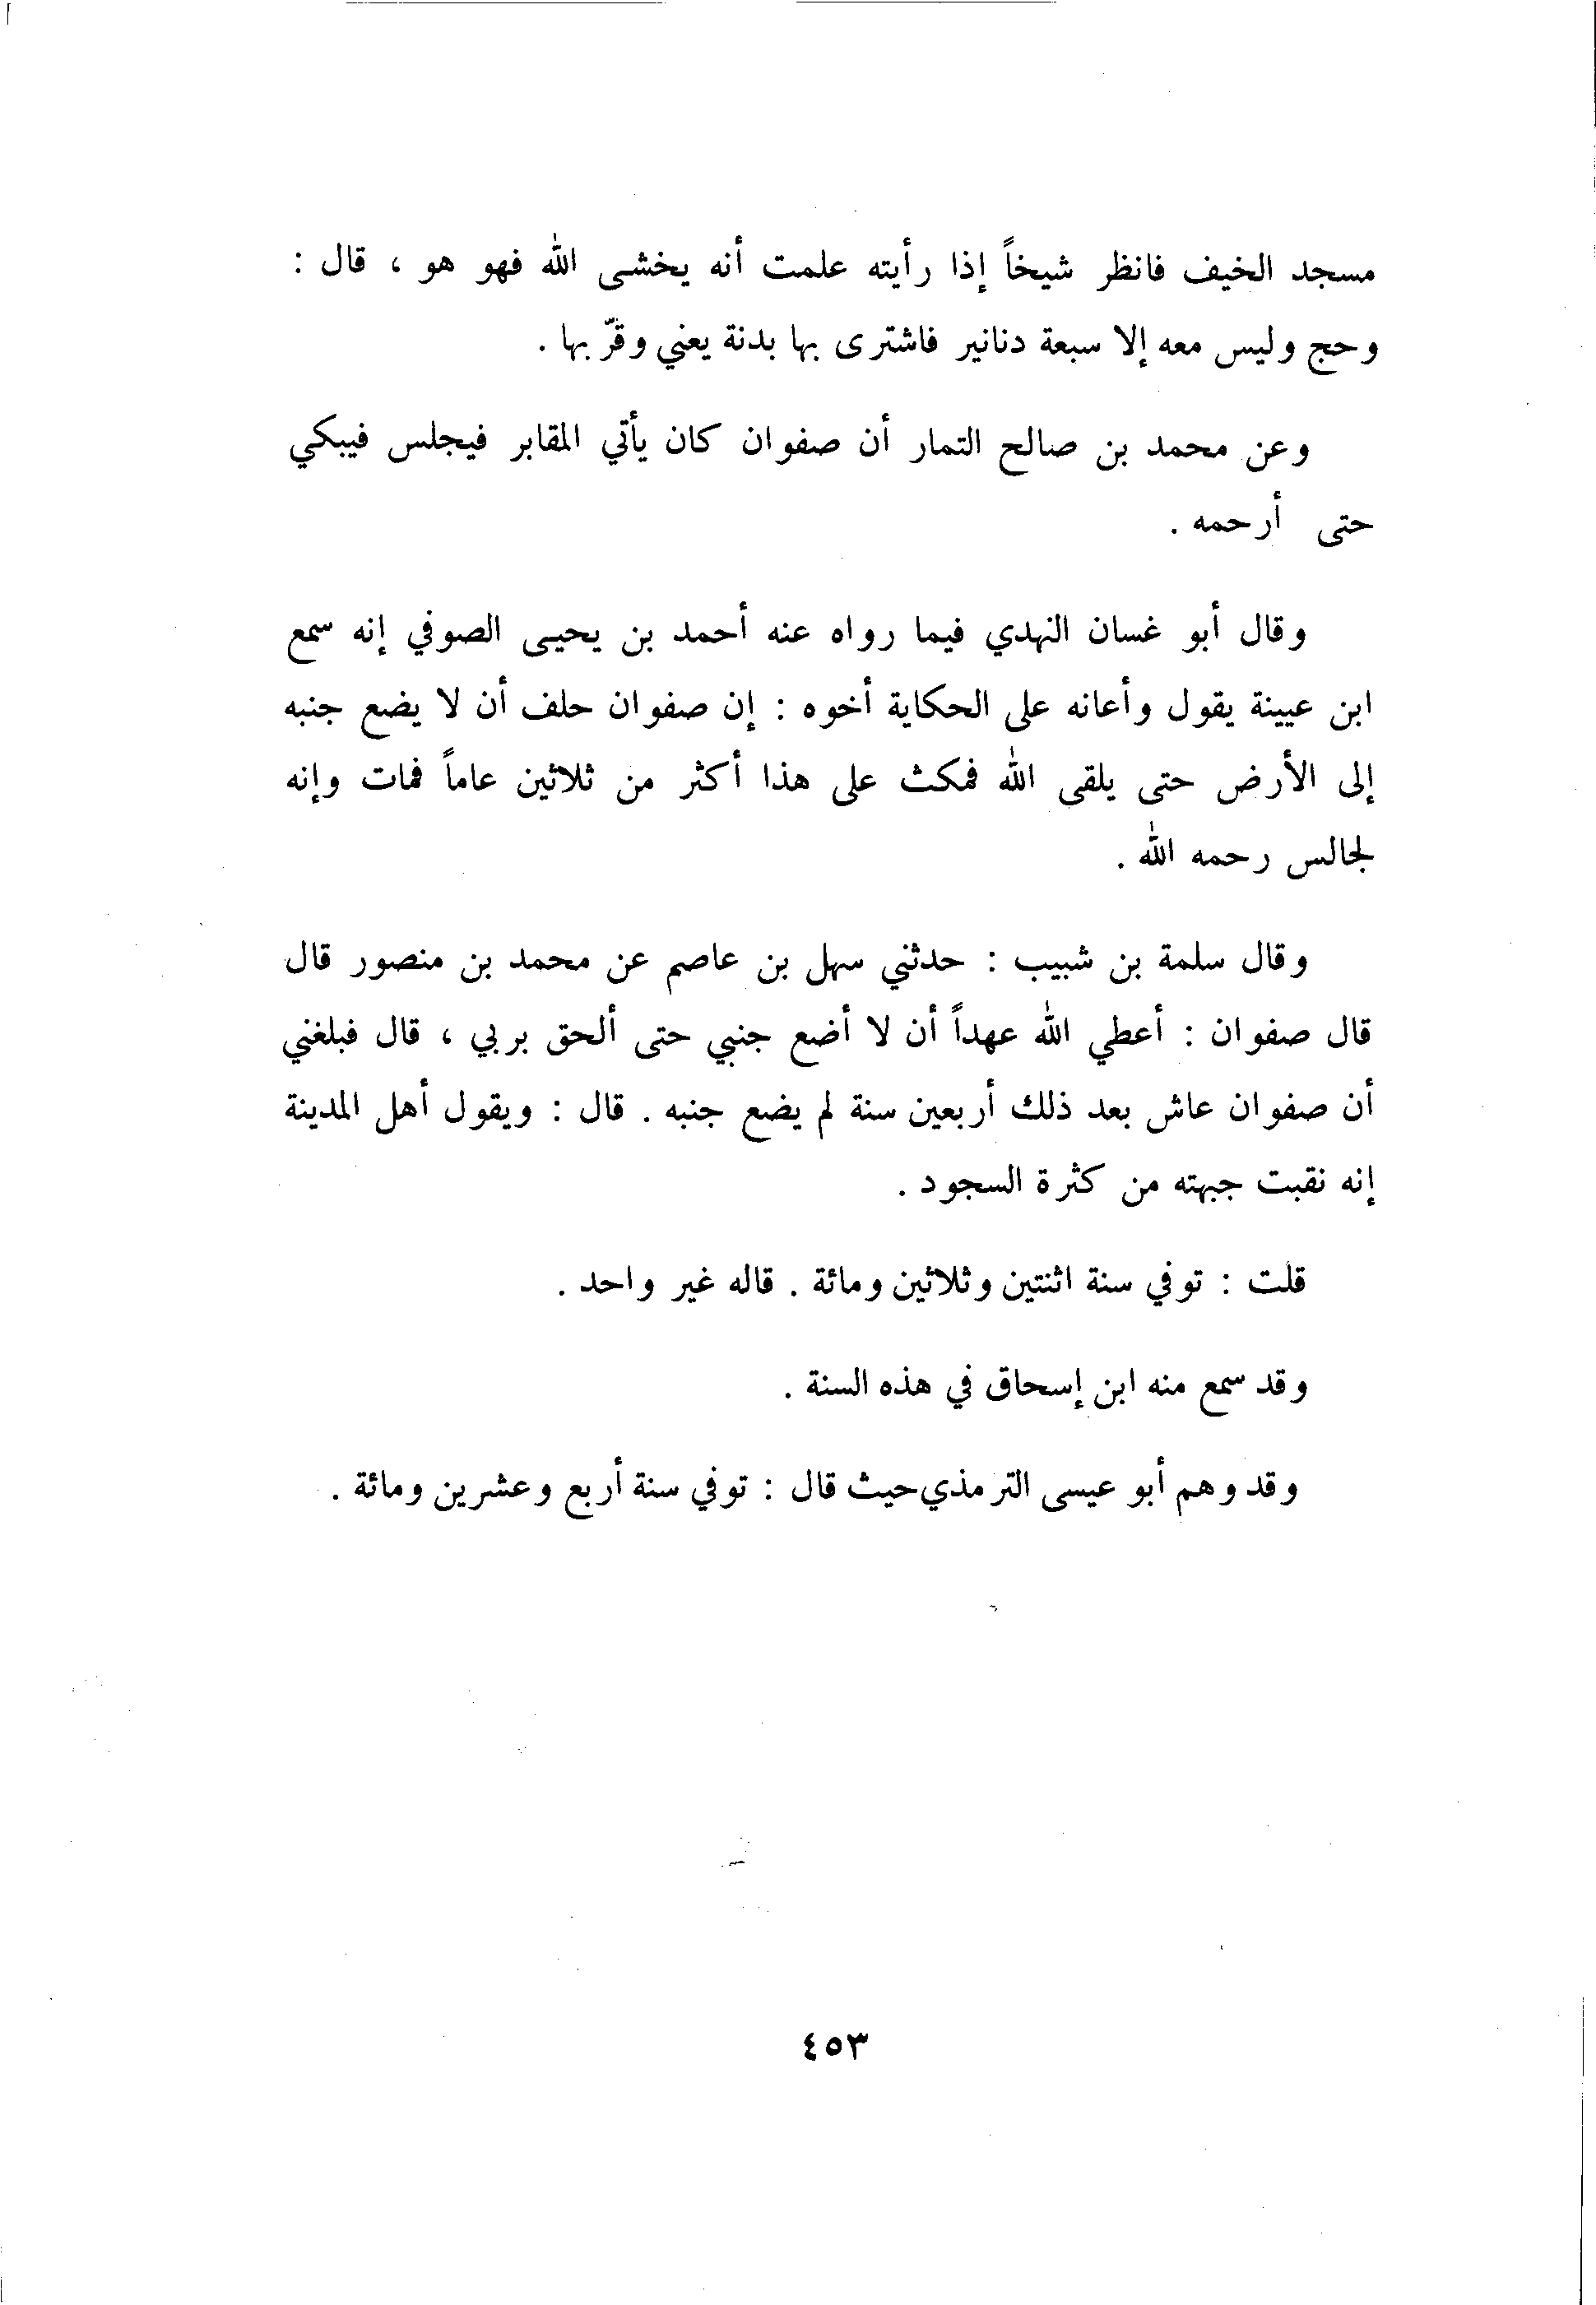 مسجد الخيف فانظر شيخاً إذا رأيته علمت أنه يخشى الله فهو هو ، قال :
وحج وليس معه إلا سبعة دنانير فاشترى بها بدنة يعني وقرّ بها .
وعن محمد بن صالح التمار أن صفوان كان يأتي المقابر فيجلس فيبكي
حتى أرحمه .
وقال أبو غسان النهدي فيما رواه عنه أحمد بن يحيى الصوفي إنه سمع
ابن عيينة يقول وأعانه على الحكاية أخوه : إن صفوان حلف أن لا يضع جنبه
إلى الأرض حتى يلقى الله فمكث على هذا أكثر من ثلاثين عاماً فمات وإنه
لجالس رحمه الله .
وقال سلمة بن شبيب : حدثني سهل بن عاصم عن محمد بن منصور قال
قال صفوان : أعطي الله عهداً أن لا أضع جنبي حتى ألحق بربي ، قال فبلغني
أن صفوان عاش بعد ذلك أربعين سنة لم يضع جنبه . قال : ويقول أهل المدينة
إنه نقبت جبهته من كثرة السجود .
قلت : توفي سنة اثنتين وثلاثين ومائة . قاله غير واحد .
وقد سمع منه ابن إسحاق في هذه السنة .
وقد وهم أبو عيسى الترمذي حيث قال : توفي سنة أربع وعشرين ومائة .
٤٥٣